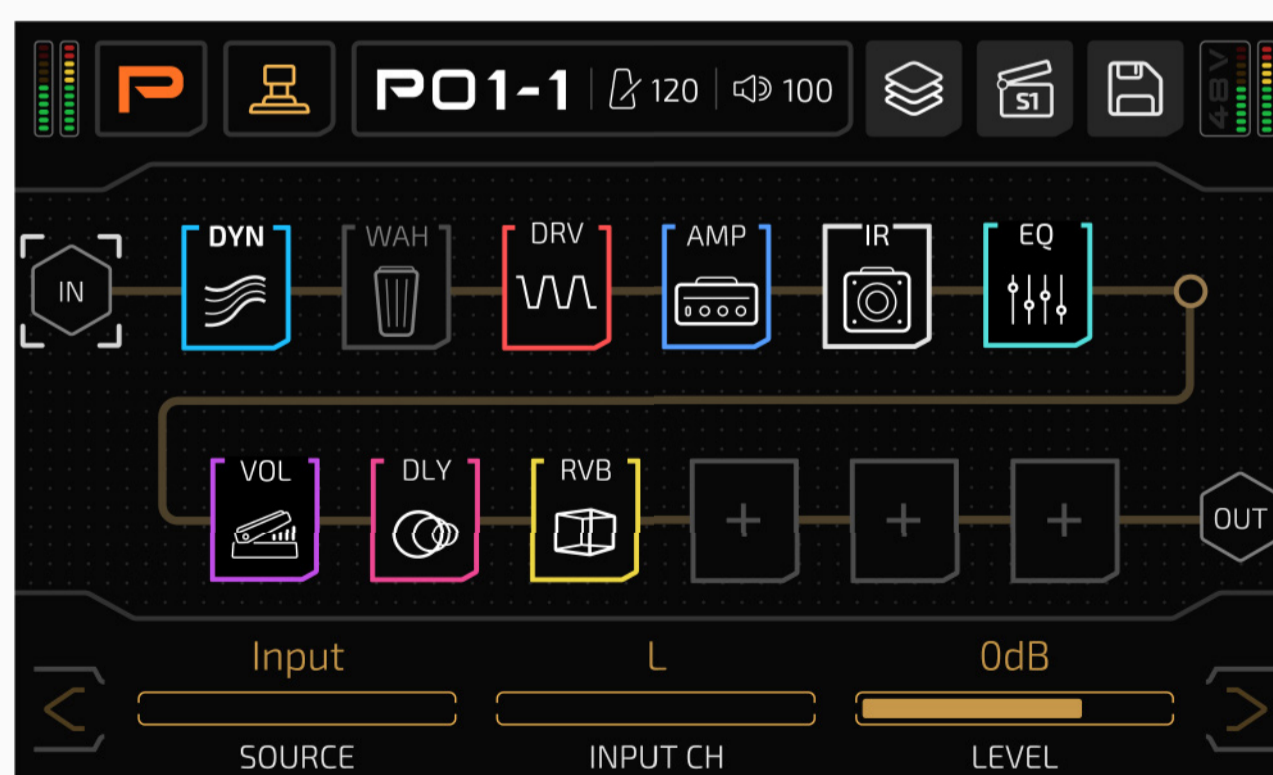 P01-1 120 100 S1 48V
IN DYN WAH DRV AMP IR EQ
VOL DLY RVB + + + OUT
Input L 0dB
SOURCE INPUT CH LEVEL